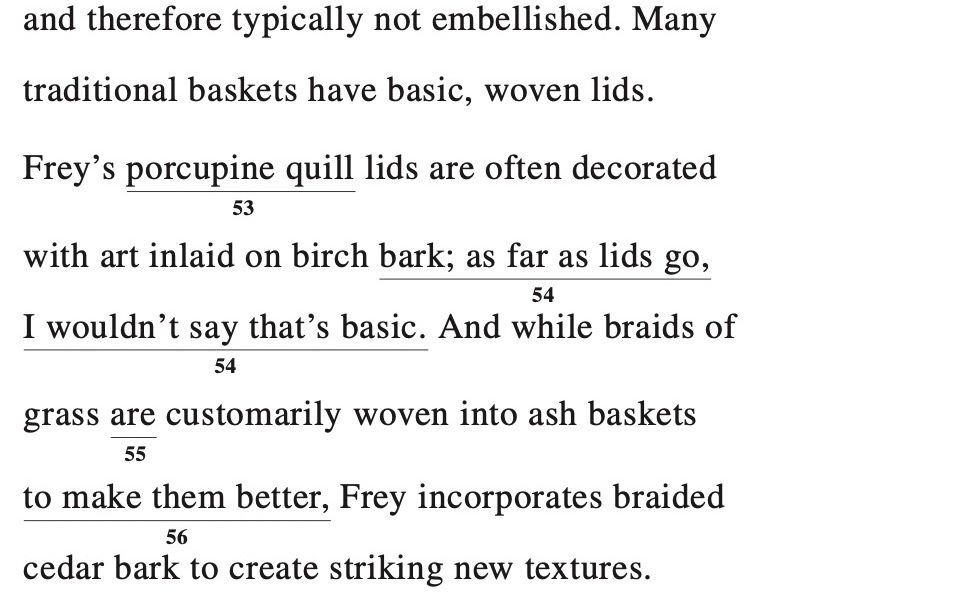 and therefore typically not embellished. Many
traditional baskets have basic, woven lids.
Frey’s porcupine quill lids are often decorated
53
with art inlaid on birch bark; as far as lids go,
54
I wouldn’t say that’s basic. And while braids of
54
grass are customarily woven into ash baskets
55
to make them better, Frey incorporates braided
56
cedar bark to create striking new textures.